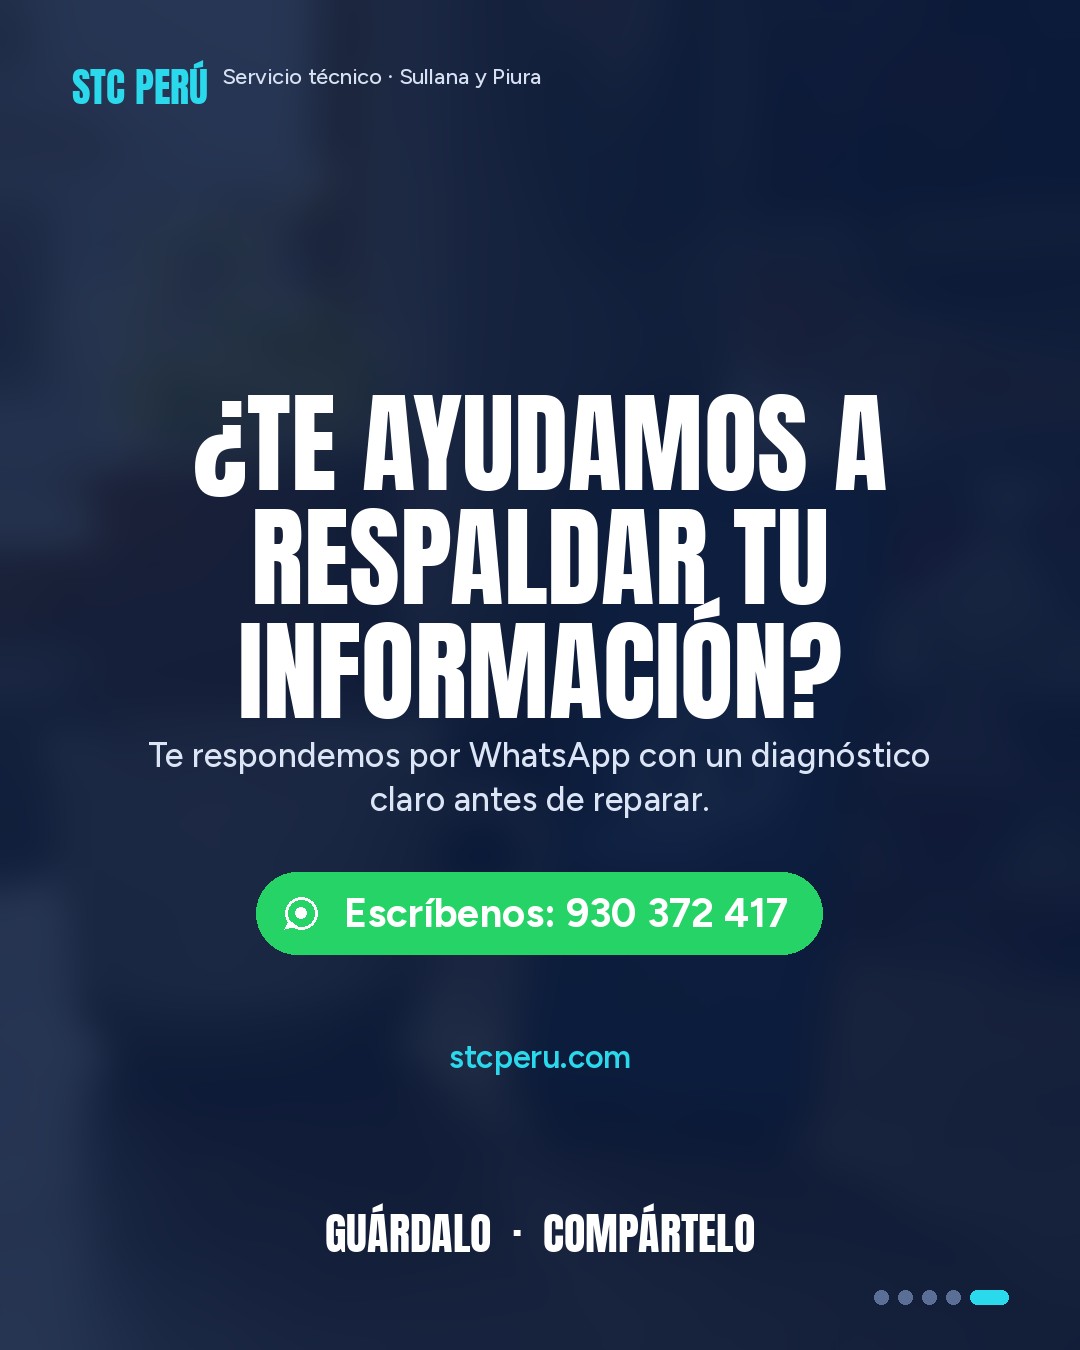 STC PERÚ Servicio técnico · Sullana y Piura
¿TE AYUDAMOS A
RESPALDAR TU
INFORMACIÓN?
Te respondemos por WhatsApp con un diagnóstico
claro antes de reparar.
Escríbenos: 930 372 417
stcperu.com
GUÁRDALO · COMPÁRTELO